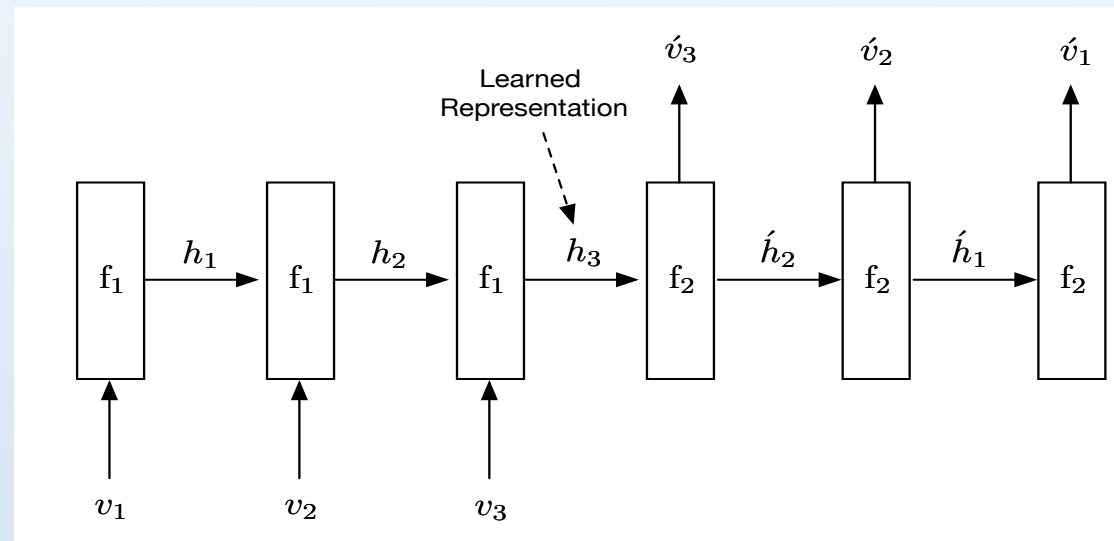 v́₃ v́₂ v́₁
Learned
Representation
h₁ h₂ h₃ h́₂ h́₁
f₁ f₁ f₁ f₂ f₂ f₂
v₁ v₂ v₃